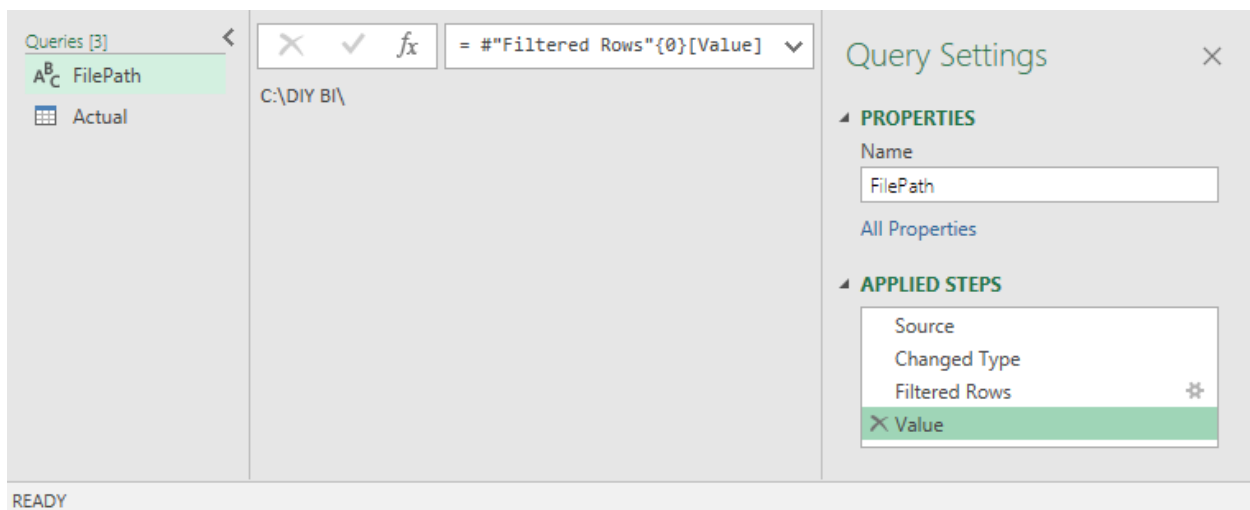 Queries [3]
FilePath
Actual
fx
= #"Filtered Rows"{0}[Value]
C:\DIY BI\
Query Settings
PROPERTIES
Name
FilePath
All Properties
APPLIED STEPS
Source
Changed Type
Filtered Rows
Value
READY